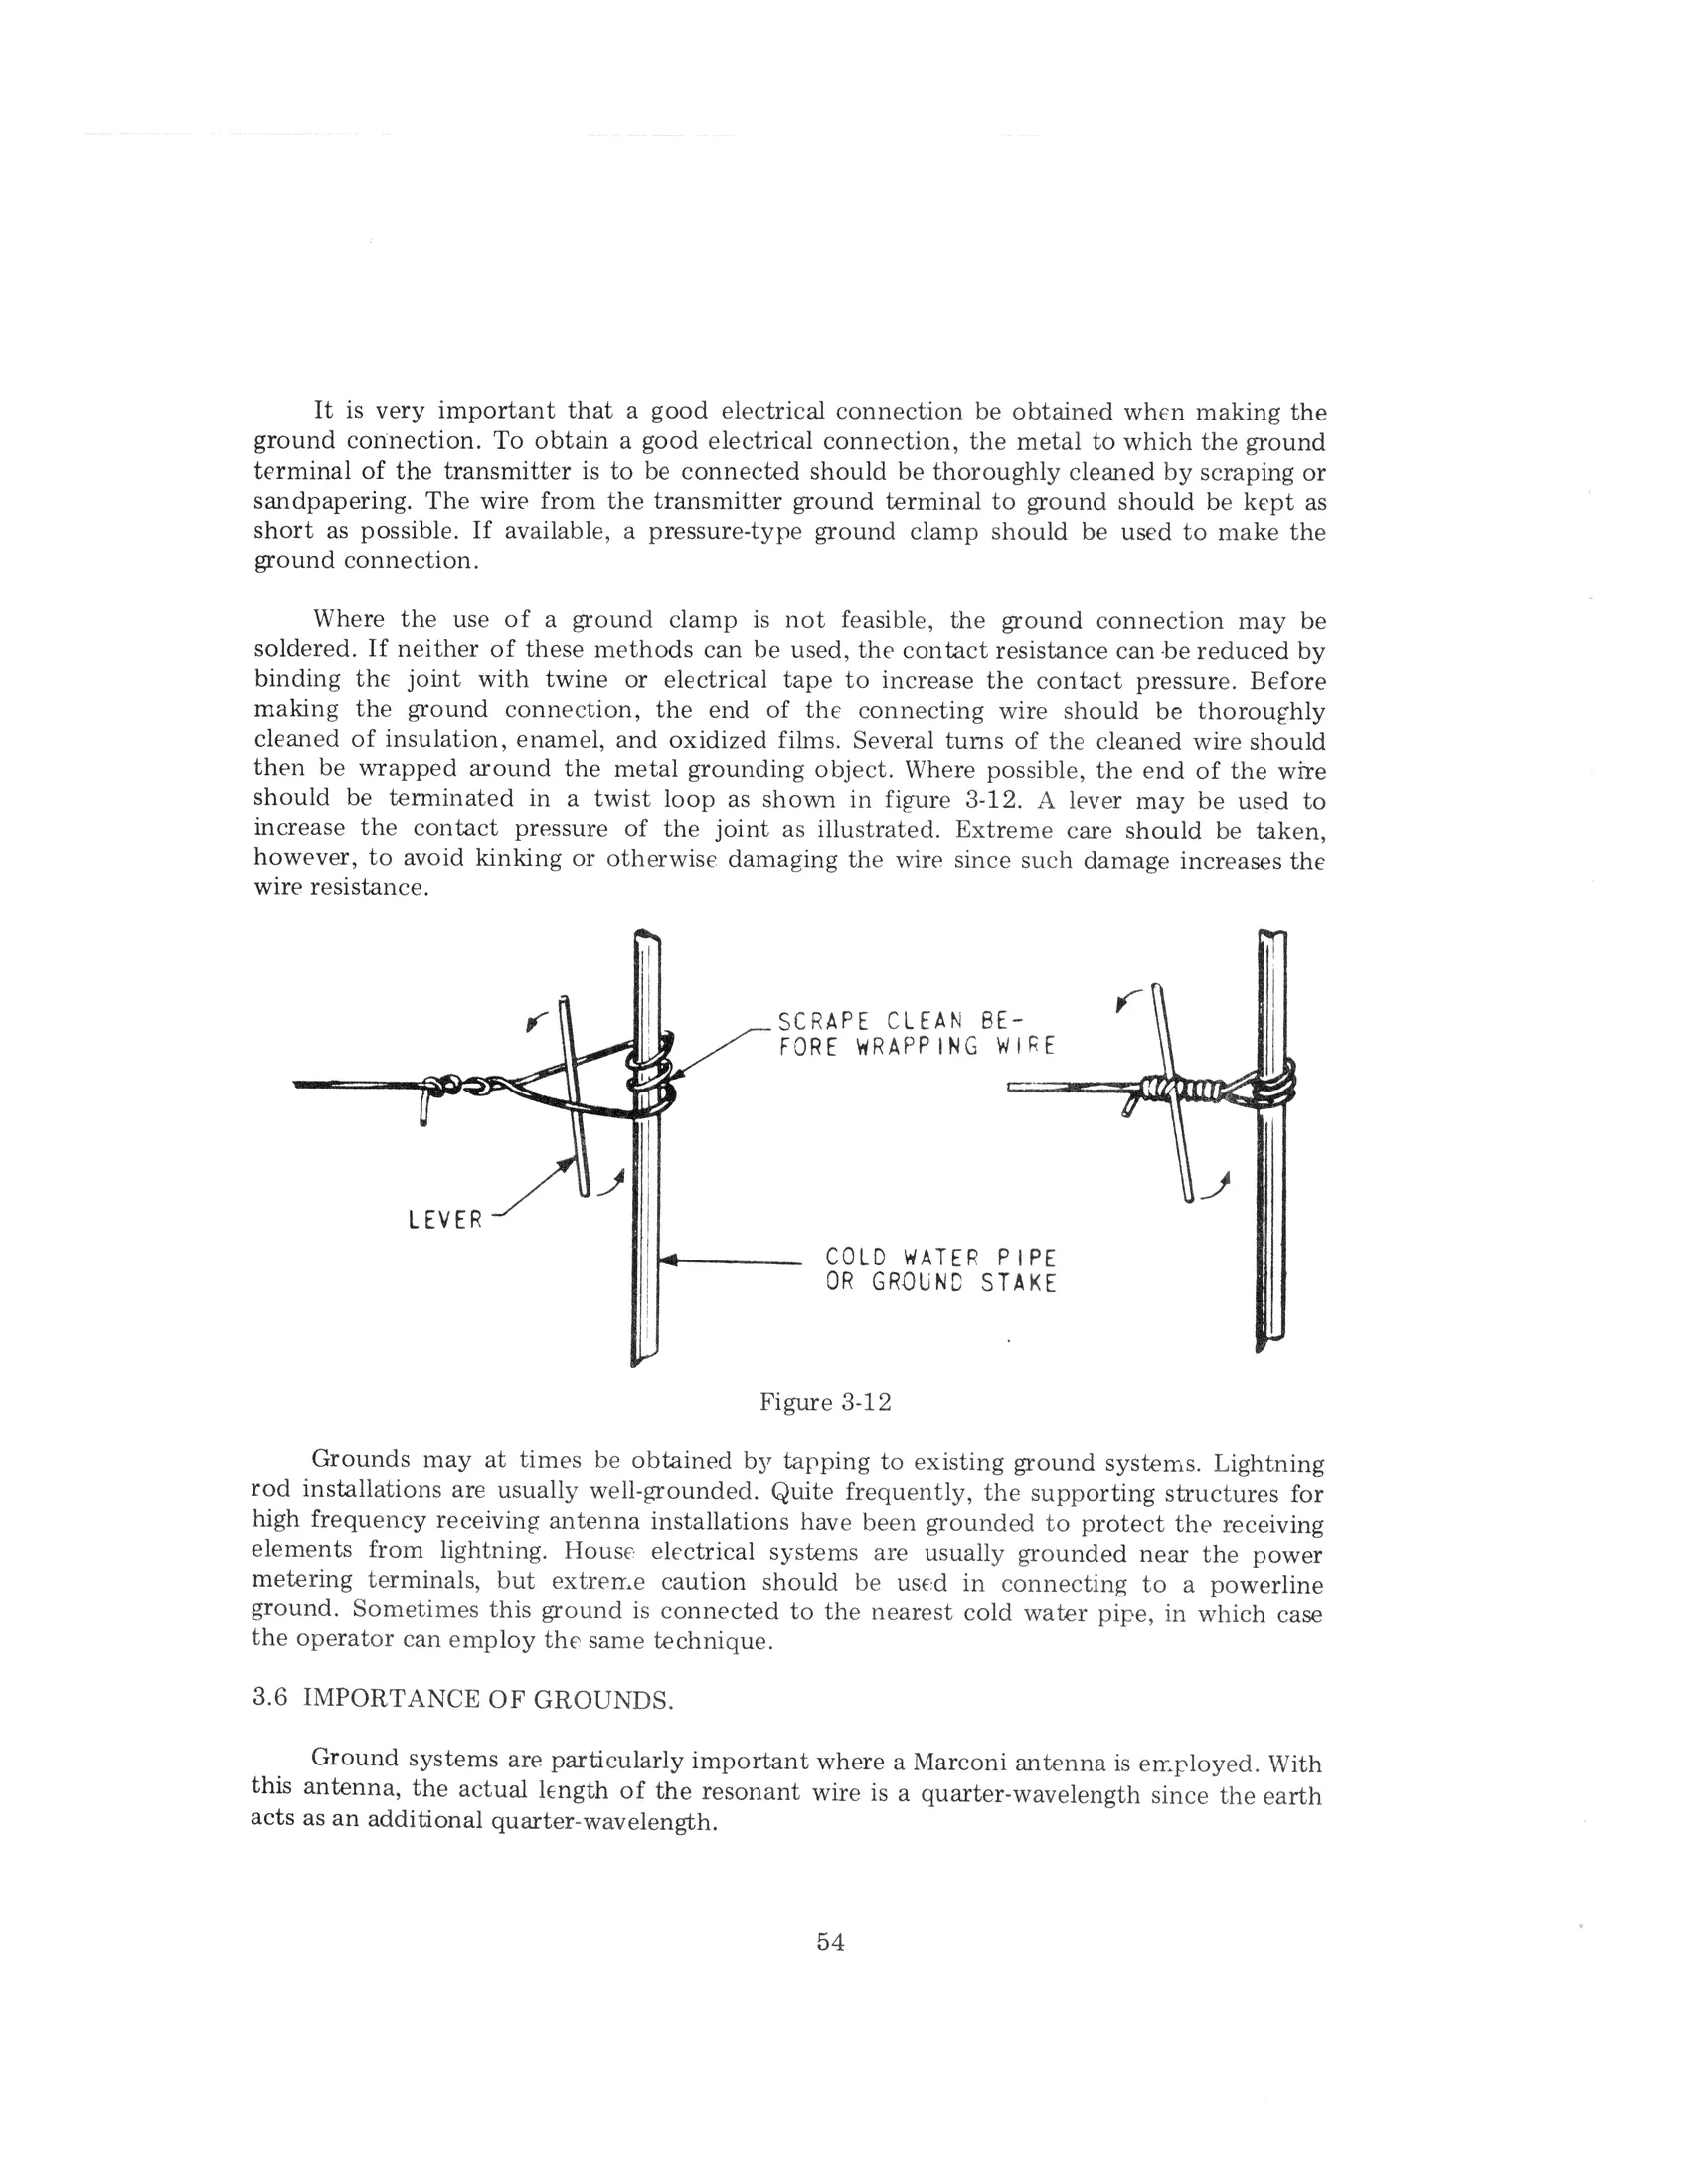 It is very important that a good electrical connection be obtained when making the
ground connection. To obtain a good electrical connection, the metal to which the ground
terminal of the transmitter is to be connected should be thoroughly cleaned by scraping or
sandpapering. The wire from the transmitter ground terminal to ground should be kept as
short as possible. If available, a pressure-type ground clamp should be used to make the
ground connection.
Where the use of a ground clamp is not feasible, the ground connection may be
soldered. If neither of these methods can be used, the contact resistance can be reduced by
binding the joint with twine or electrical tape to increase the contact pressure. Before
making the ground connection, the end of the connecting wire should be thoroughly
cleaned of insulation, enamel, and oxidized films. Several turns of the cleaned wire should
then be wrapped around the metal grounding object. Where possible, the end of the wire
should be terminated in a twist loop as shown in figure 3-12. A lever may be used to
increase the contact pressure of the joint as illustrated. Extreme care should be taken,
however, to avoid kinking or otherwise damaging the wire since such damage increases the
wire resistance.
SCRAPE CLEAN BE-
FORE WRAPPING WIRE
LEVER
COLD WATER PIPE
OR GROUND STAKE
Figure 3-12
Grounds may at times be obtained by tapping to existing ground systems. Lightning
rod installations are usually well-grounded. Quite frequently, the supporting structures for
high frequency receiving antenna installations have been grounded to protect the receiving
elements from lightning. House electrical systems are usually grounded near the power
metering terminals, but extreme caution should be used in connecting to a powerline
ground. Sometimes this ground is connected to the nearest cold water pipe, in which case
the operator can employ the same technique.
3.6 IMPORTANCE OF GROUNDS.
Ground systems are particularly important where a Marconi antenna is employed. With
this antenna, the actual length of the resonant wire is a quarter-wavelength since the earth
acts as an additional quarter-wavelength.
54